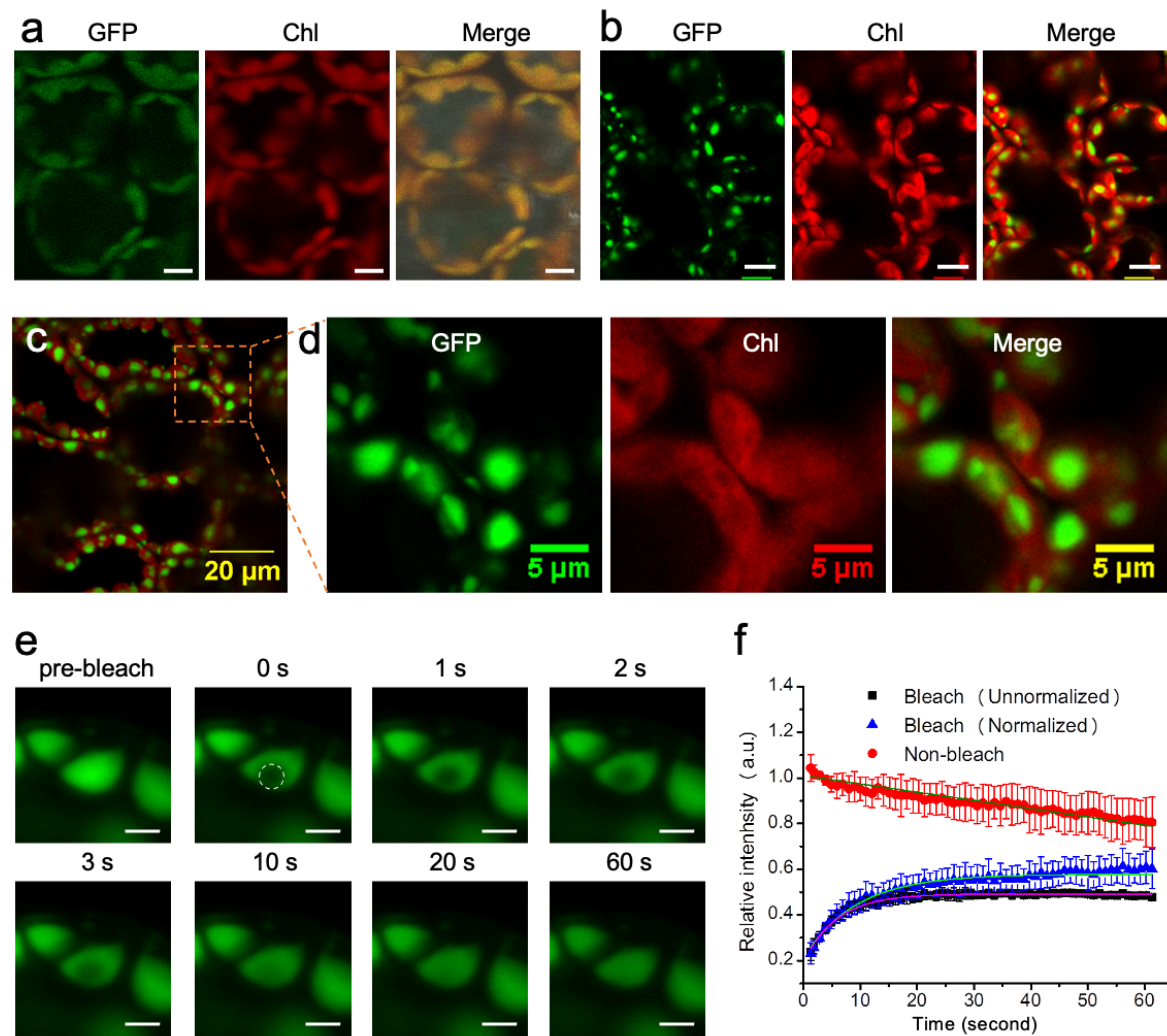 a
GFP
Chl
Merge
b
GFP
Chl
Merge
c
20 μm
d
GFP
5 μm
Chl
5 μm
Merge
5 μm
e
pre-bleach
0 s
1 s
2 s
3 s
10 s
20 s
60 s
f
Relative intenhsity ( a.u.)
1.4
1.2
1.0
0.8
0.6
0.4
0.2
Bleach ( Unnormalized )
Bleach ( Normalized )
Non-bleach
0 10 20 30 40 50 60
Time (second)